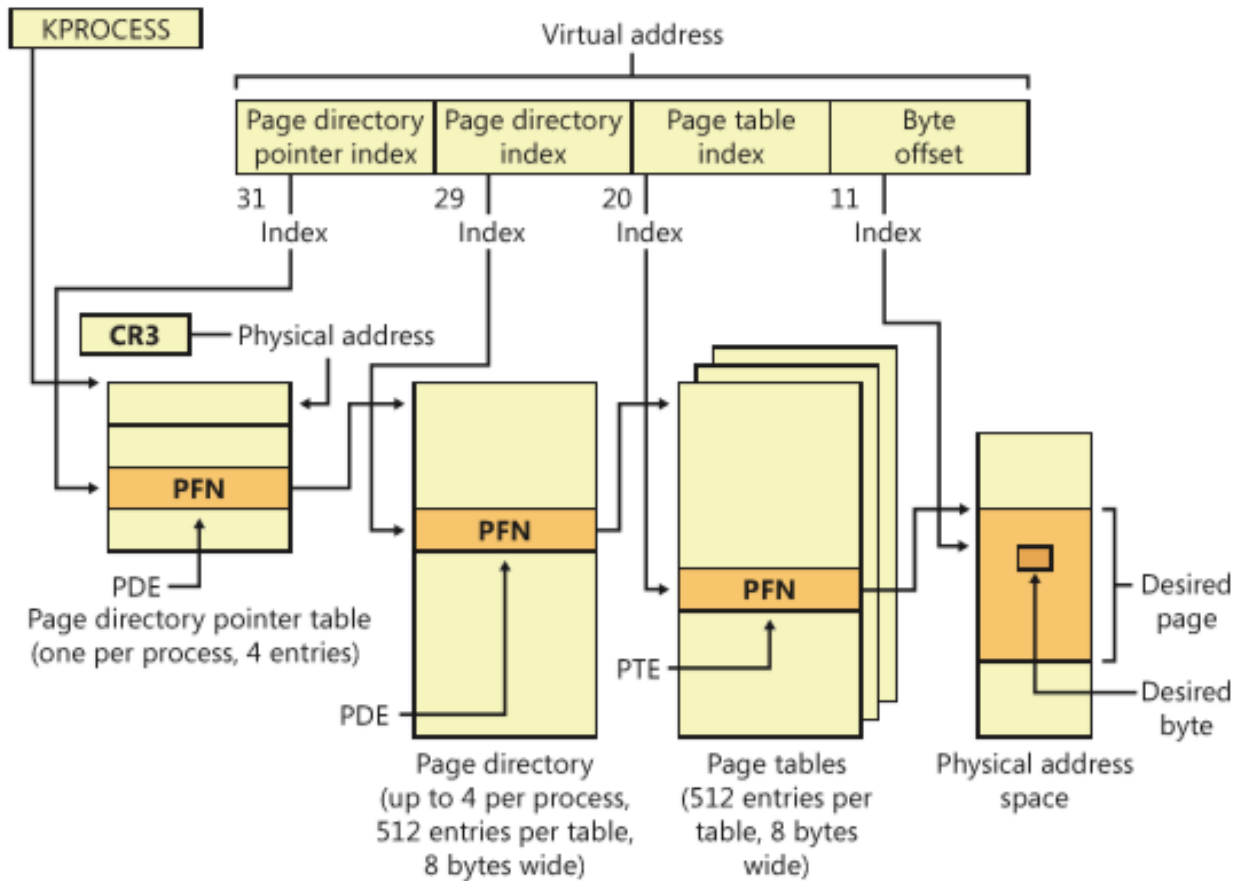 KPROCESS
Virtual address
Page directory
pointer index
Page directory
index
Page table
index
Byte
offset
31
29
20
11
Index
Index
Index
Index
CR3
Physical address
PFN
PFN
PFN
PDE
Page directory pointer table
(one per process, 4 entries)
PDE
Page directory
(up to 4 per process,
512 entries per table,
8 bytes wide)
PTE
Page tables
(512 entries per
table, 8 bytes
wide)
Desired
page
Desired
byte
Physical address
space